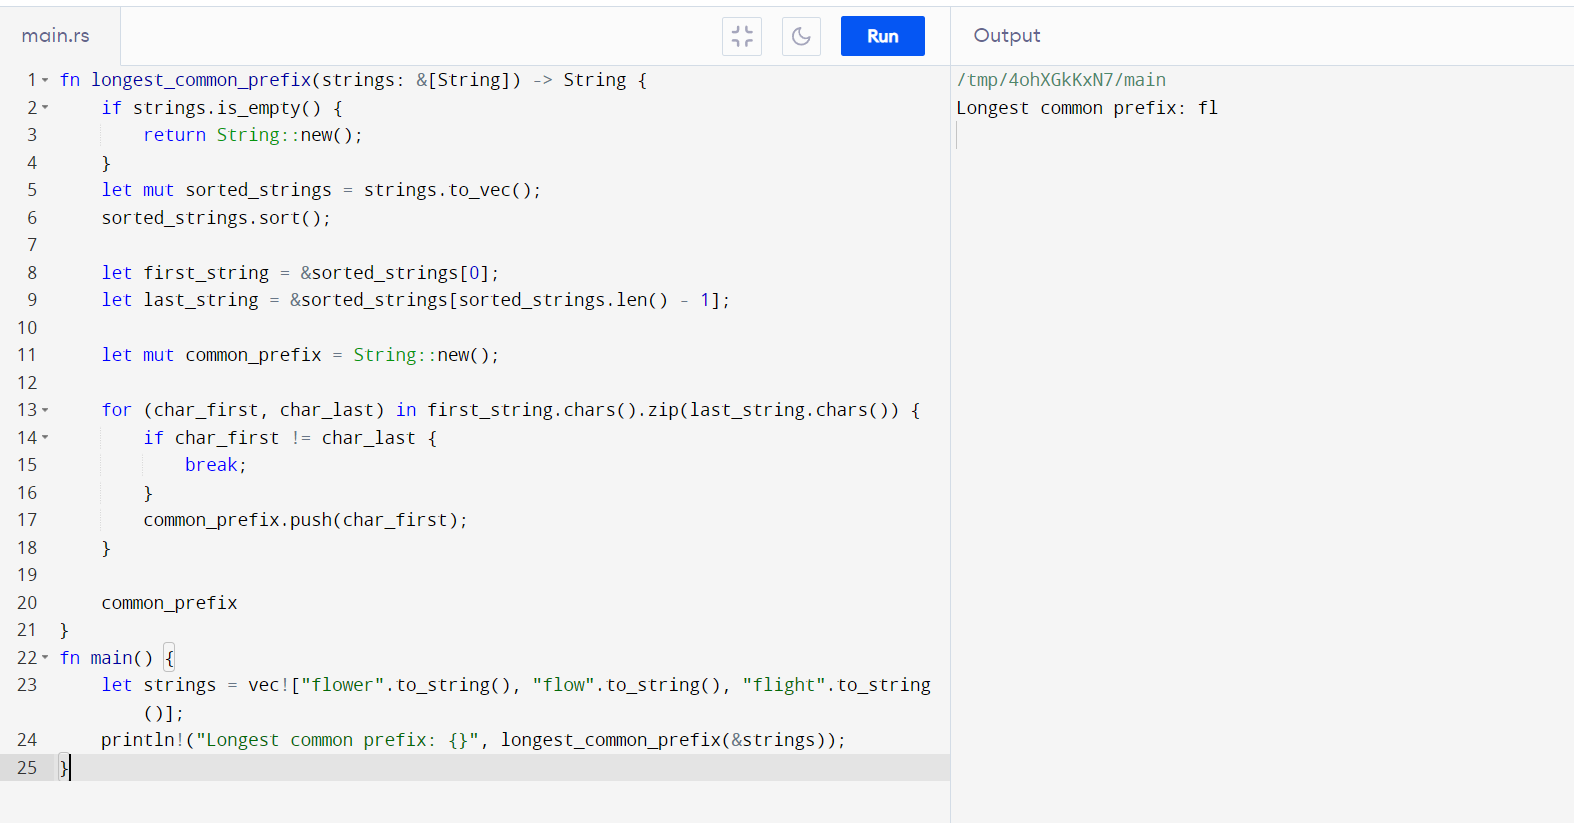 main.rs
Run
Output
1 fn longest_common_prefix(strings: &[String]) -> String {
2     if strings.is_empty() {
3         return String::new();
4     }
5     let mut sorted_strings = strings.to_vec();
6     sorted_strings.sort();
7
8     let first_string = &sorted_strings[0];
9     let last_string = &sorted_strings[sorted_strings.len() - 1];
10
11     let mut common_prefix = String::new();
12
13     for (char_first, char_last) in first_string.chars().zip(last_string.chars()) {
14         if char_first != char_last {
15             break;
16         }
17         common_prefix.push(char_first);
18     }
19
20     common_prefix
21 }
22 fn main() {
23     let strings = vec!["flower".to_string(), "flow".to_string(), "flight".to_string
()];
24     println!("Longest common prefix: {}", longest_common_prefix(&strings));
25 }
/tmp/4ohXGkKxN7/main
Longest common prefix: fl